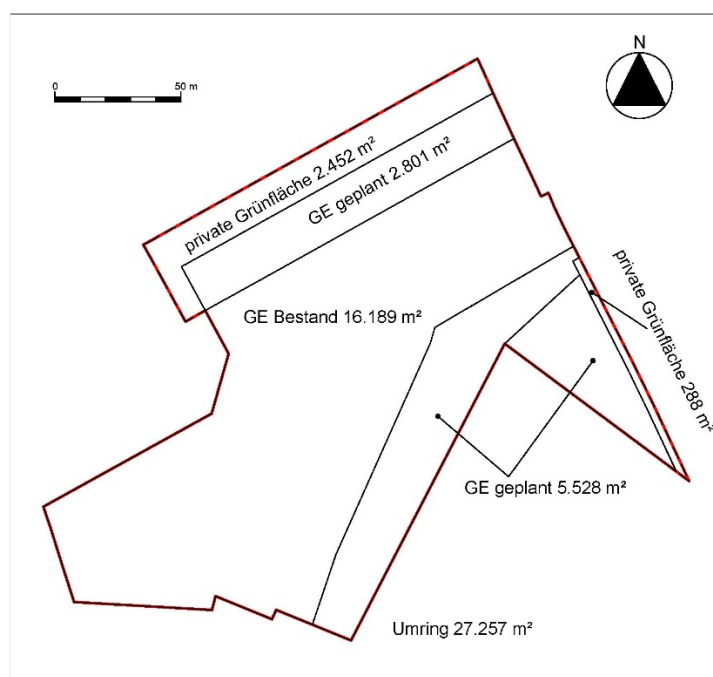 N
0 50 m
private Grünfläche 2.452 m²
GE geplant 2.801 m²
private Grünfläche 288 m²
GE Bestand 16.189 m²
GE geplant 5.528 m²
Umring 27.257 m²